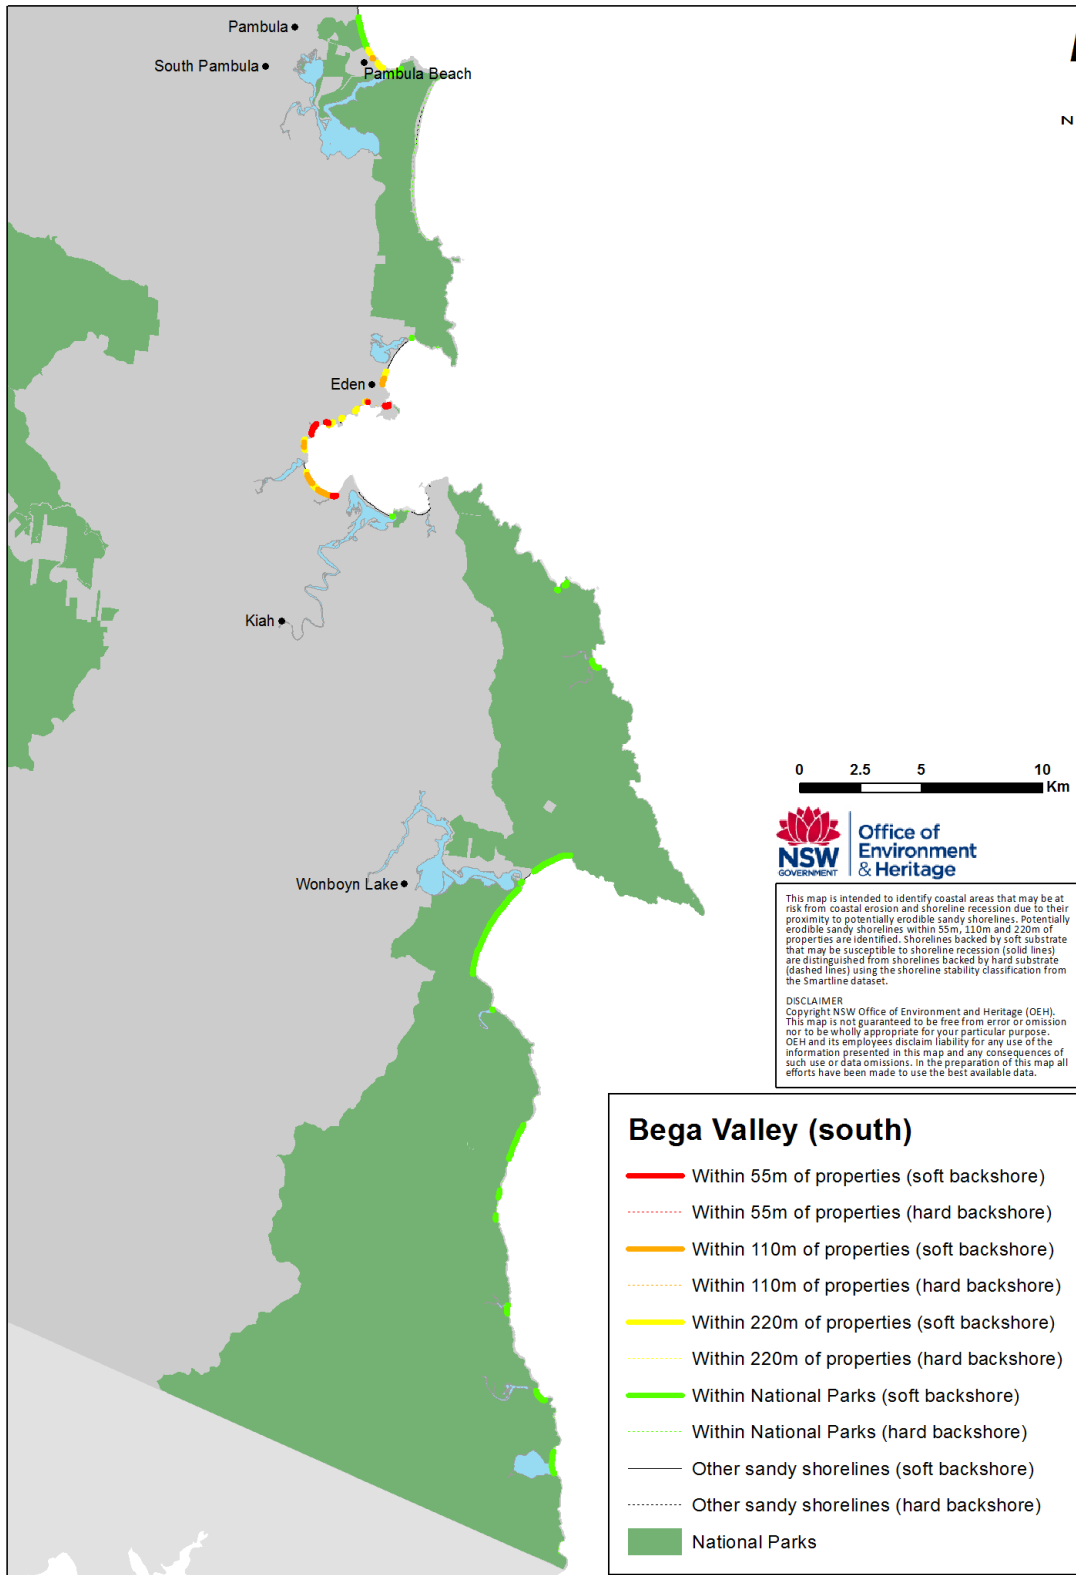 Pambula
South Pambula
Pambula Beach
N
Eden
Kiah
0 2.5 5 10
Km
NSW
GOVERNMENT
Office of
Environment
& Heritage
Wonboyn Lake
This map is intended to identify coastal areas that may be at
risk from coastal erosion and shoreline recession due to their
proximity to potentially erodible sandy shorelines. Potentially
erodible sandy shorelines within 55m, 110m and 220m of
properties are identified. Shorelines backed by soft substrate
that may be susceptible to shoreline recession (solid lines)
are distinguished from shorelines backed by hard substrate
(dashed lines) using the shoreline stability classification from
the Smartline dataset.
DISCLAIMER
Copyright NSW Office of Environment and Heritage (OEH).
This map is not guaranteed to be free from error or omission
nor to be wholly appropriate for your particular purpose.
OEH and its employees disclaim liability for any use of the
information presented in this map and any consequences of
such use or data omissions. In the preparation of this map all
efforts have been made to use the best available data.
Bega Valley (south)
Within 55m of properties (soft backshore)
Within 55m of properties (hard backshore)
Within 110m of properties (soft backshore)
Within 110m of properties (hard backshore)
Within 220m of properties (soft backshore)
Within 220m of properties (hard backshore)
Within National Parks (soft backshore)
Within National Parks (hard backshore)
Other sandy shorelines (soft backshore)
Other sandy shorelines (hard backshore)
National Parks